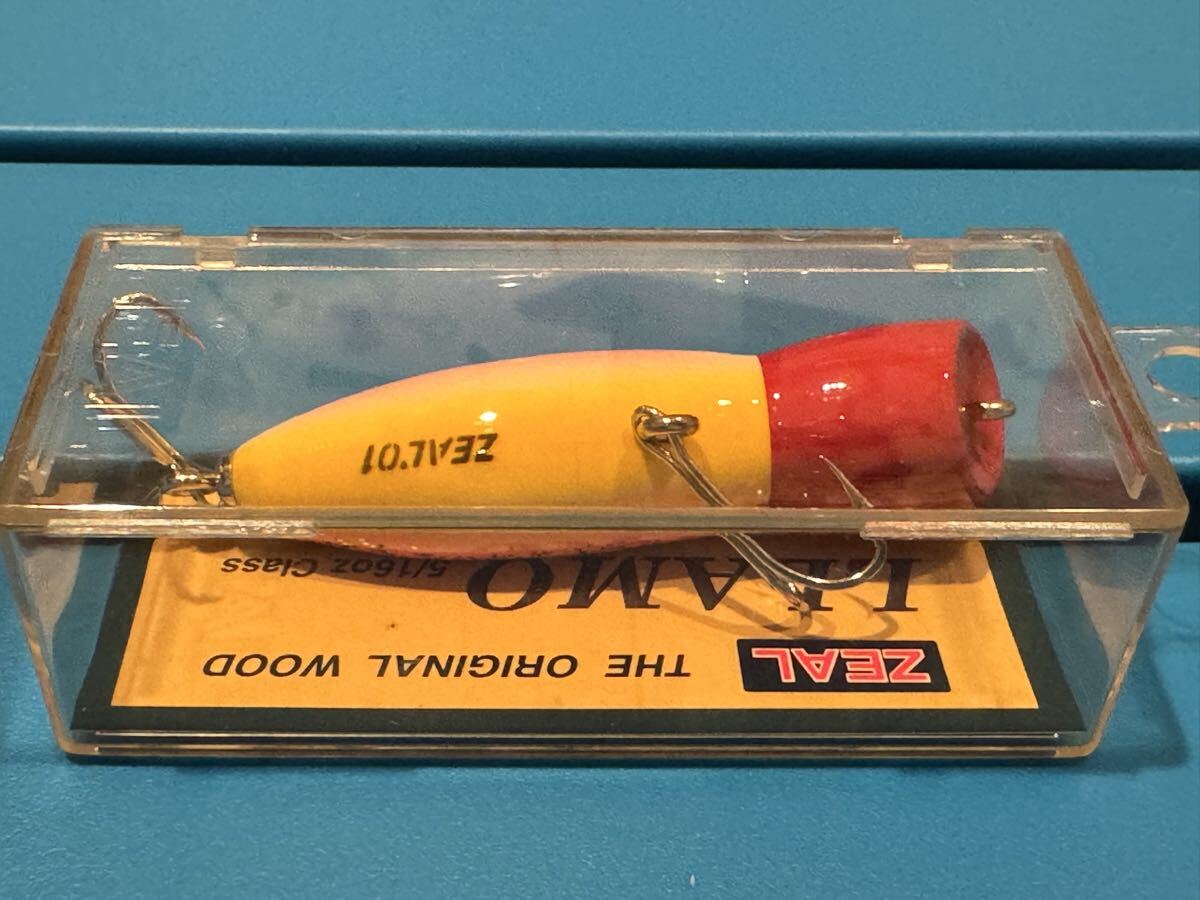 ZEAL'01
ZEAL THE ORIGINAL WOOD
5/16oz Class